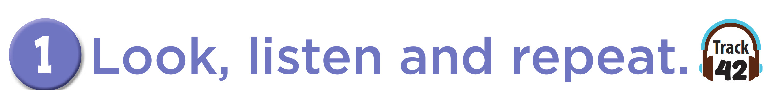 1 Look, listen and repeat. Track 42